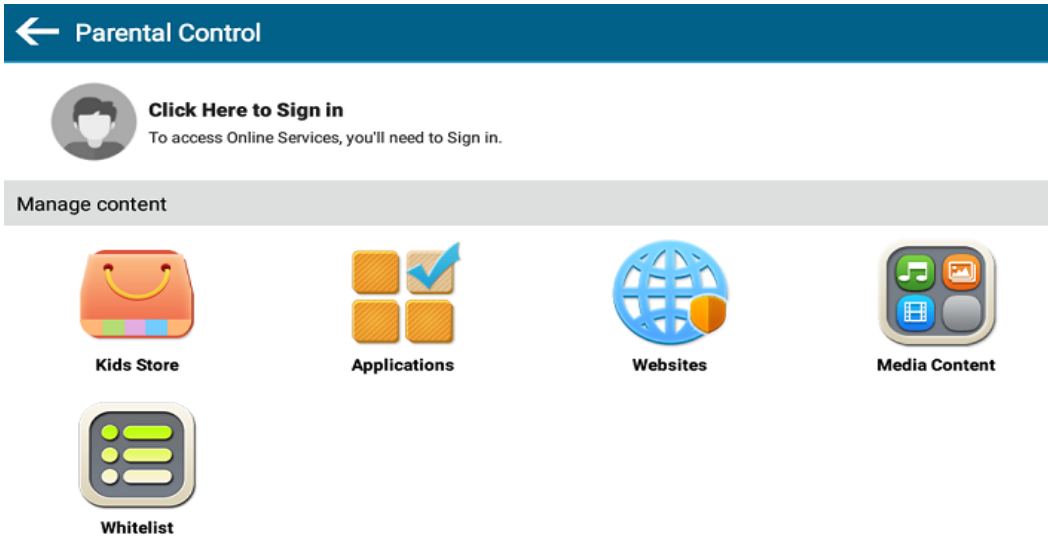 Parental Control
Click Here to Sign in
To access Online Services, you'll need to Sign in.
Manage content
Kids Store
Applications
Websites
Media Content
Whitelist